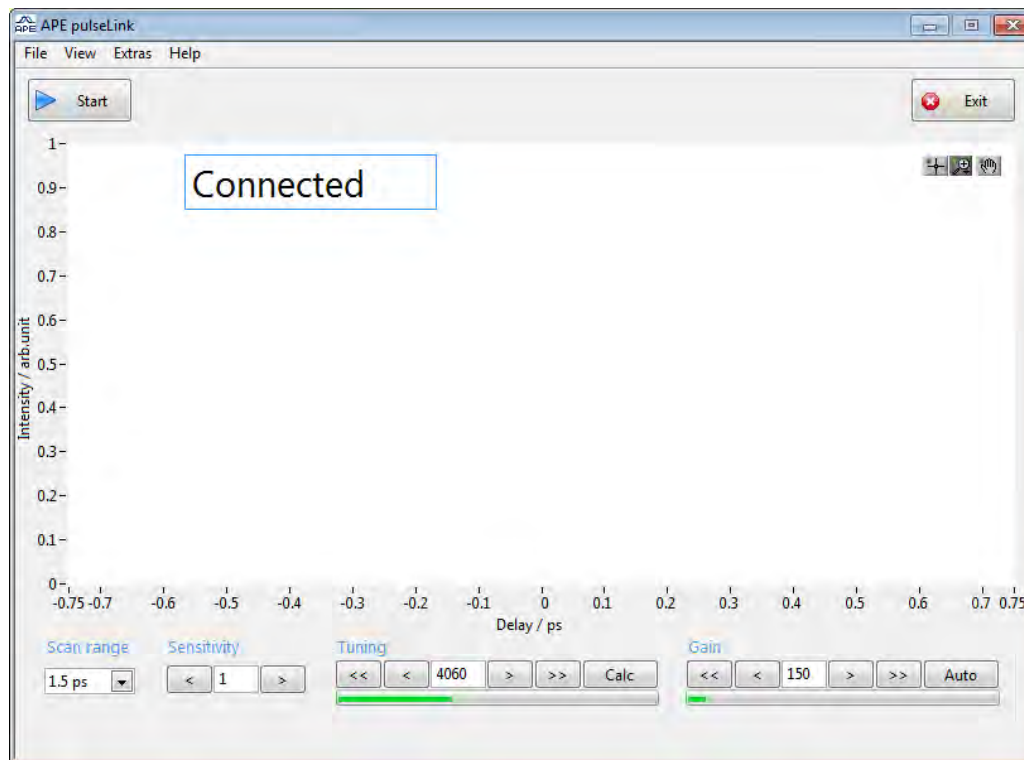 APE APE pulseLink
File View Extras Help
Start Exit
Connected
1
0.9
0.8
0.7
0.6
0.5
0.4
0.3
0.2
0.1
0
Intensity / arb.unit
-0.75 -0.7 -0.6 -0.5 -0.4 -0.3 -0.2 -0.1 0 0.1 0.2 0.3 0.4 0.5 0.6 0.7 0.75
Delay / ps
Scan range Sensitivity Tuning Gain
1.5 ps < 1 > << < 4060 > >> Calc << < 150 > >> Auto